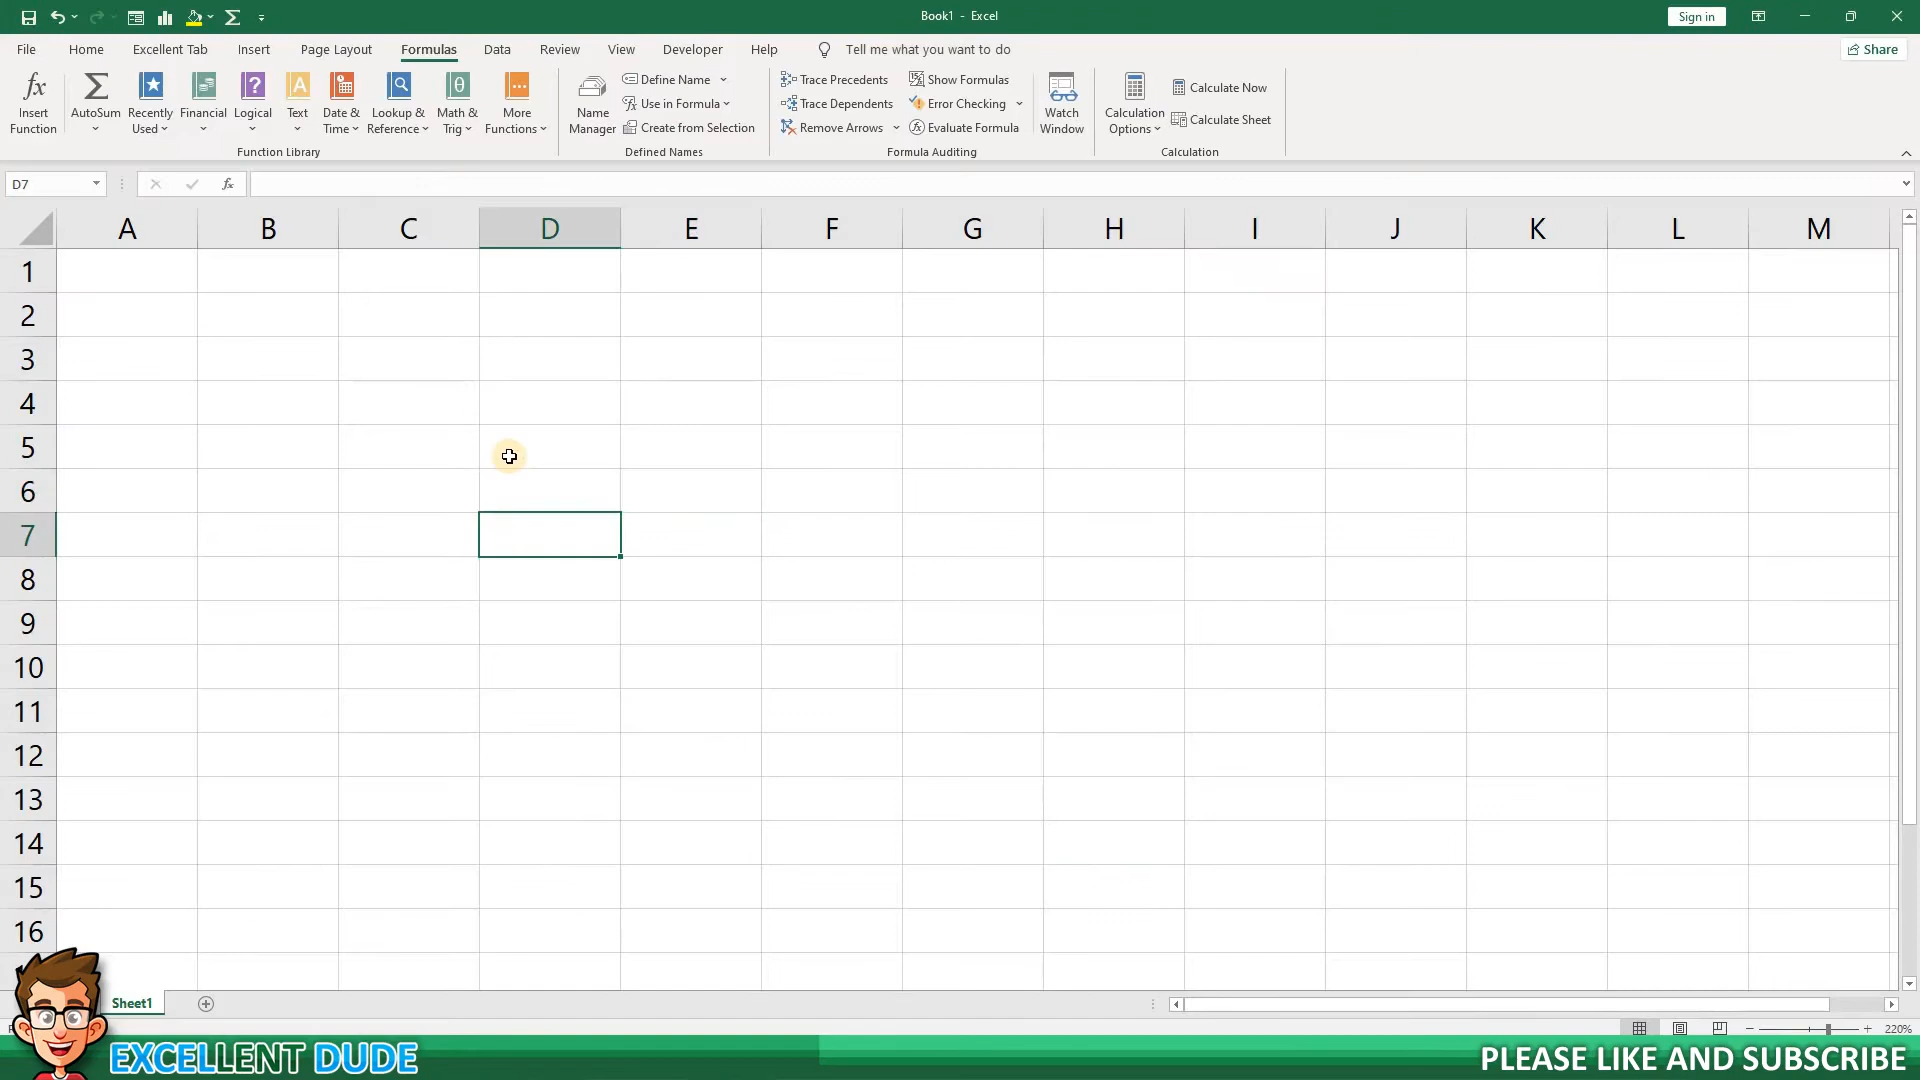 Book1 - Excel
Sign in
File Home Excellent Tab Insert Page Layout Formulas Data Review View Developer Help Tell me what you want to do Share
Insert Function
AutoSum
Recently Used
Financial
Logical
Text
Date & Time
Lookup & Reference
Math & Trig
More Functions
Function Library
Name Manager
Define Name
Use in Formula
Create from Selection
Defined Names
Trace Precedents
Trace Dependents
Remove Arrows
Show Formulas
Error Checking
Evaluate Formula
Formula Auditing
Watch Window
Calculation Options
Calculate Now
Calculate Sheet
Calculation
D7
fx
A B C D E F G H I J K L M
1
2
3
4
5
6
7
8
9
10
11
12
13
14
15
16
Sheet1
220%
EXCELLENT DUDE
PLEASE LIKE AND SUBSCRIBE